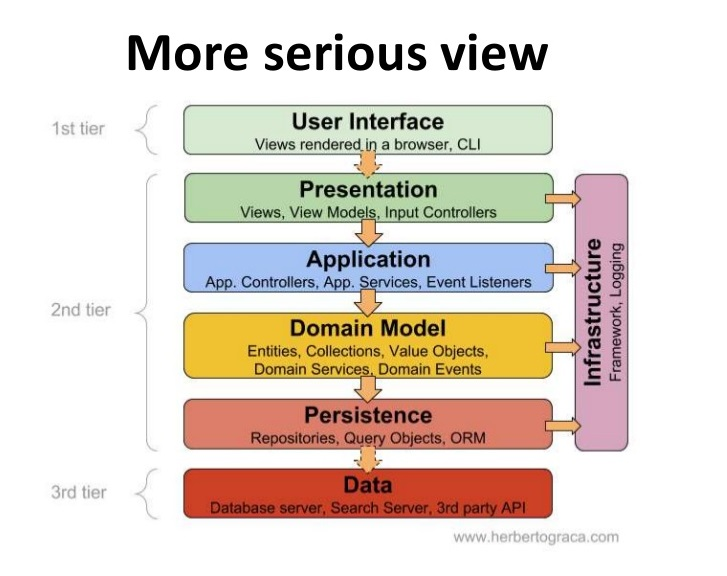 More serious view
1st tier
User Interface
Views rendered in a browser, CLI
Presentation
Views, View Models, Input Controllers
Application
App. Controllers, App. Services, Event Listeners
2nd tier
Domain Model
Entities, Collections, Value Objects,
Domain Services, Domain Events
Persistence
Repositories, Query Objects, ORM
Infrastructure
Framework, Logging
3rd tier
Data
Database server, Search Server, 3rd party API
www.herbertograca.com